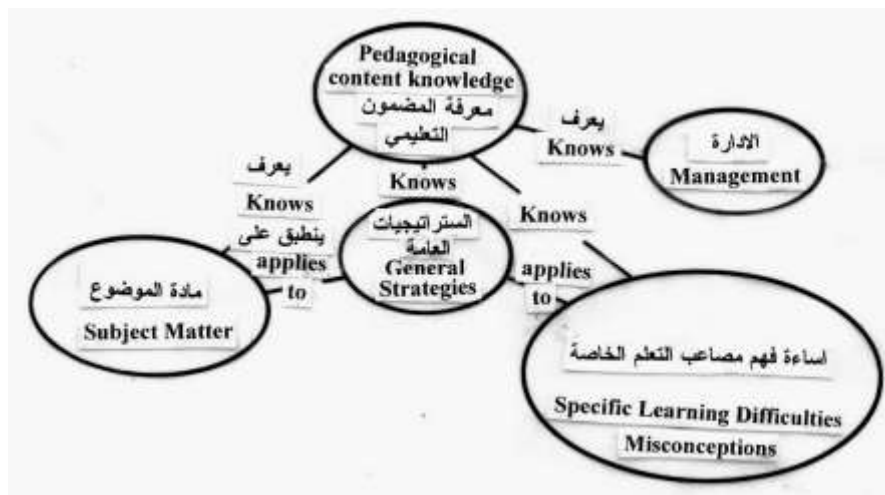 Pedagogical
content knowledge
معرفة المضمون
التعليمي
يعرف
Knows
الادارة
Management
يعرف
Knows
Knows
Knows
ينطبق على
applies
to
الستراتيجيات
العامة
General
Strategies
applies
to
مادة الموضوع
Subject Matter
اساءة فهم مصاعب التعلم الخاصة
Specific Learning Difficulties
Misconceptions